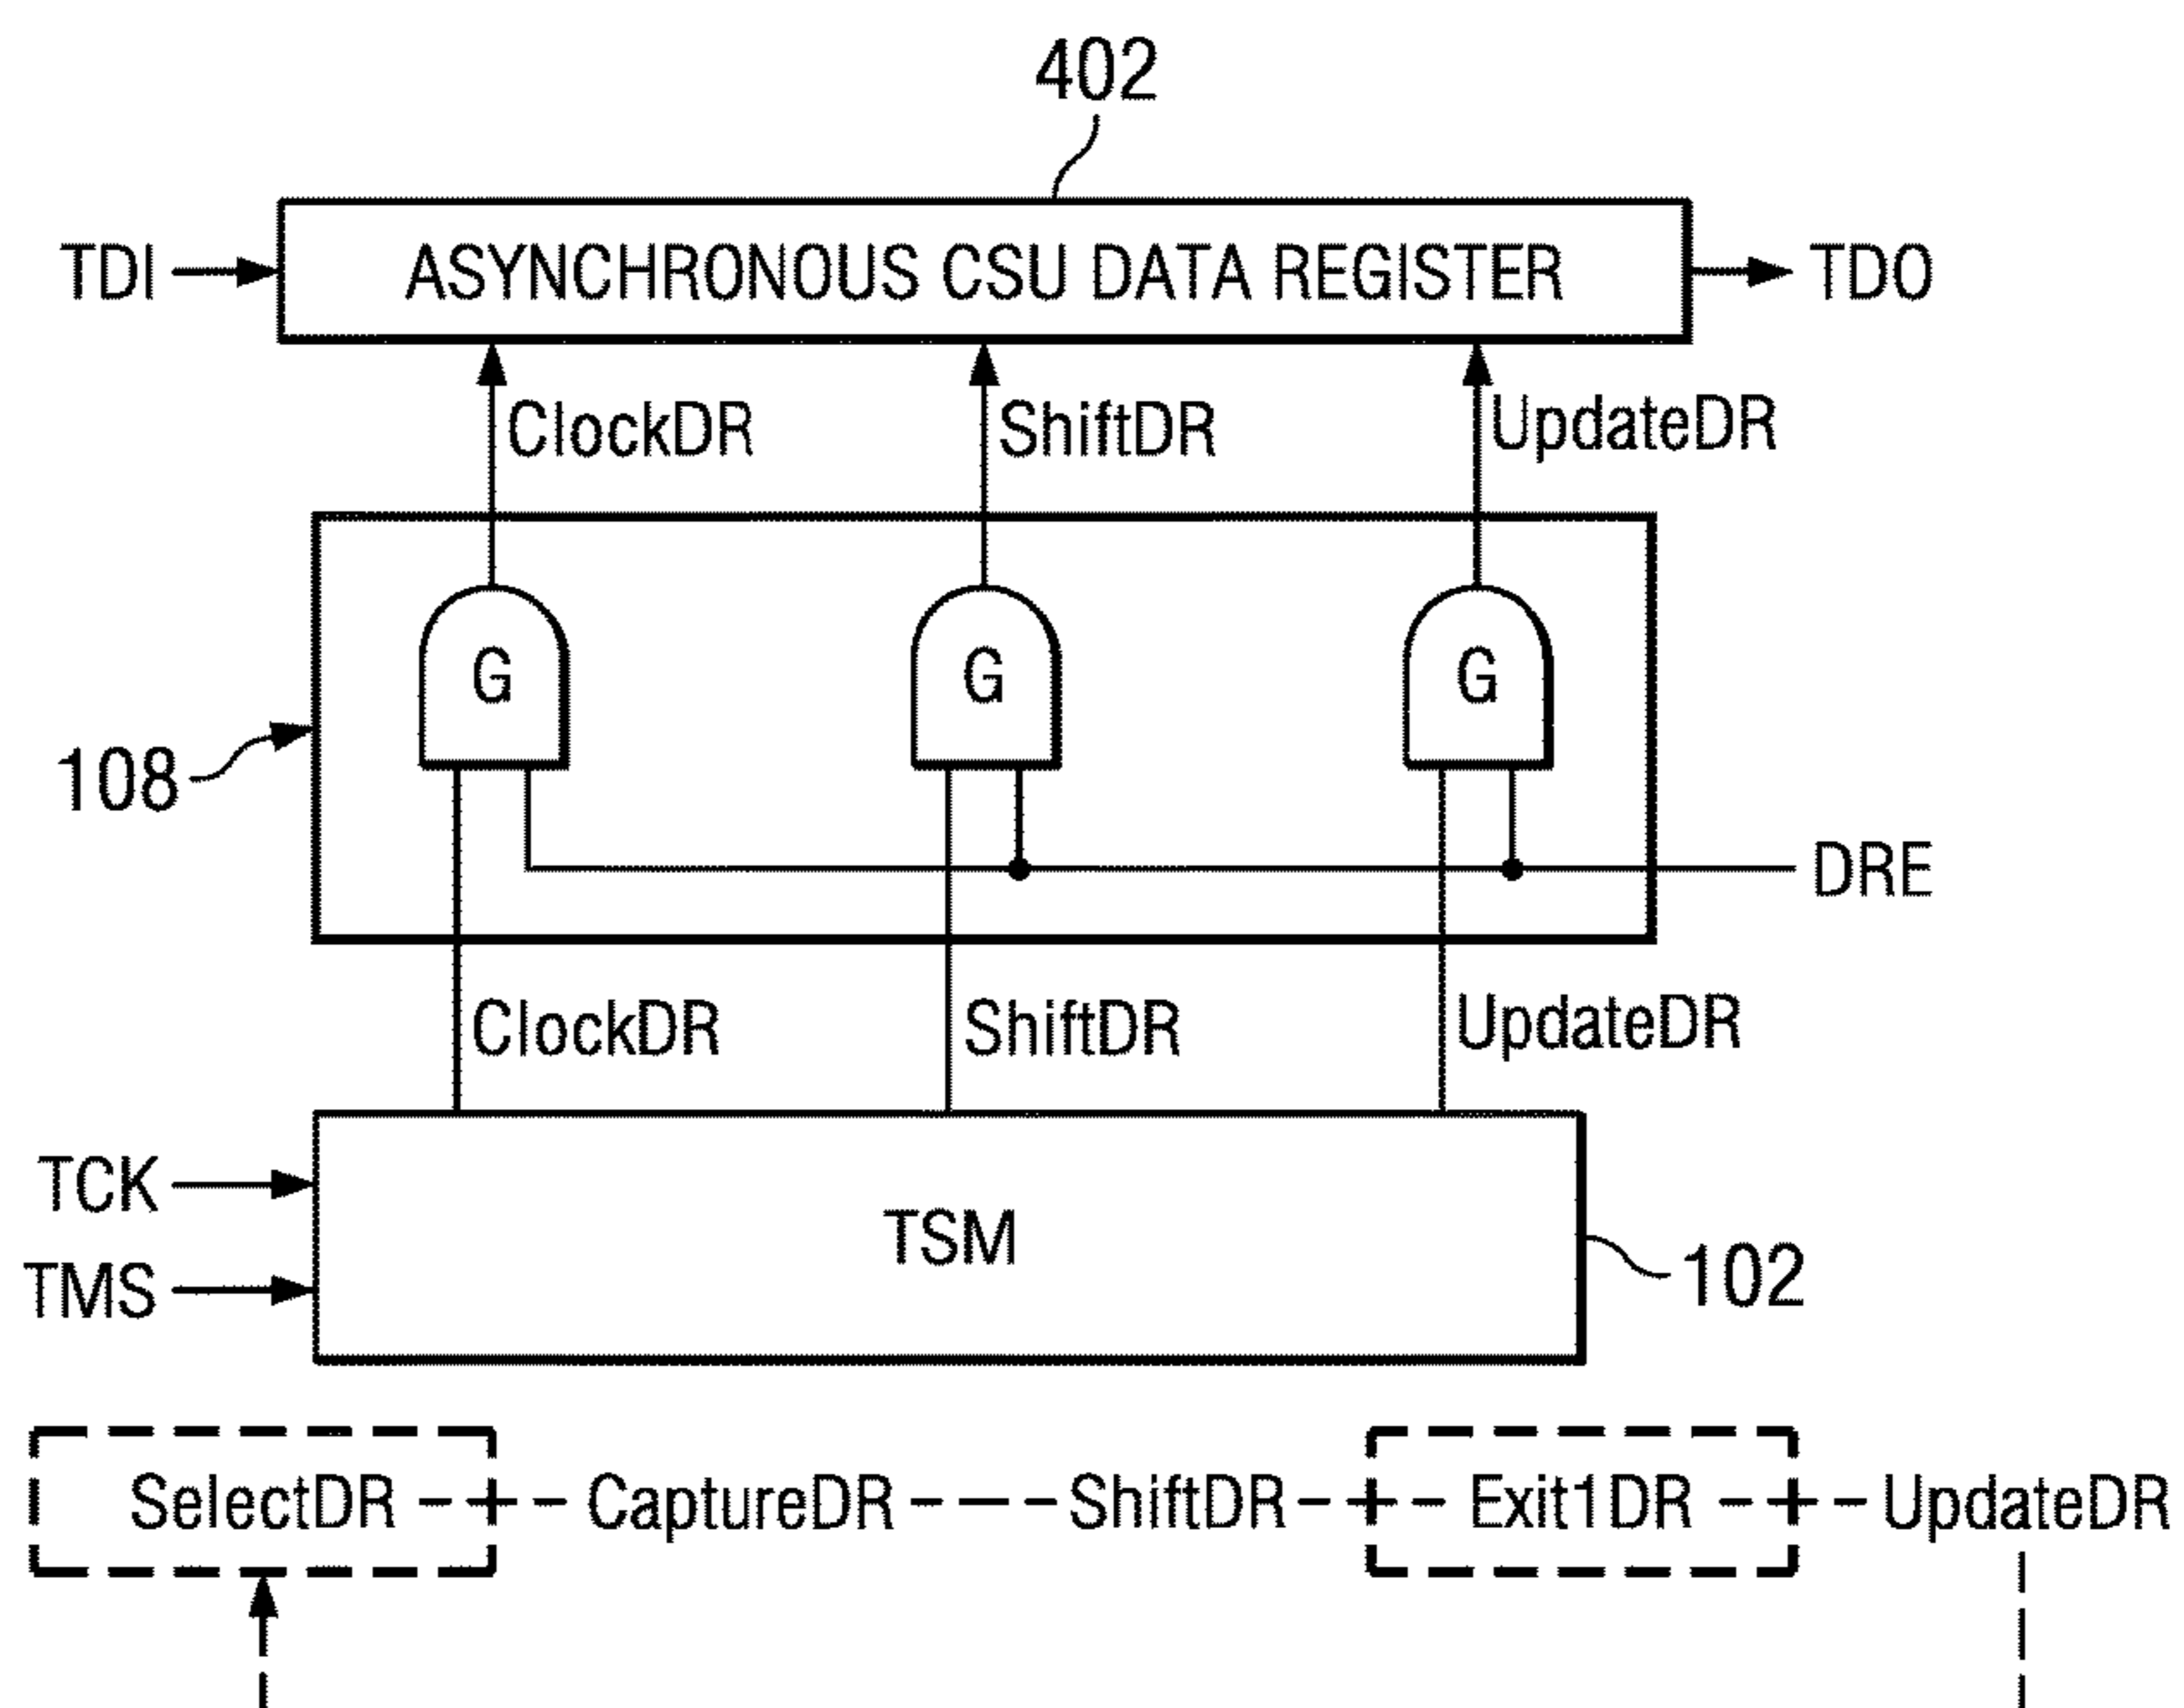 402
TDI ASYNCHRONOUS CSU DATA REGISTER TDO
ClockDR ShiftDR UpdateDR
G G G
108
DRE
ClockDR ShiftDR UpdateDR
TCK
TSM
TMS
102
SelectDR CaptureDR ShiftDR Exit1DR UpdateDR